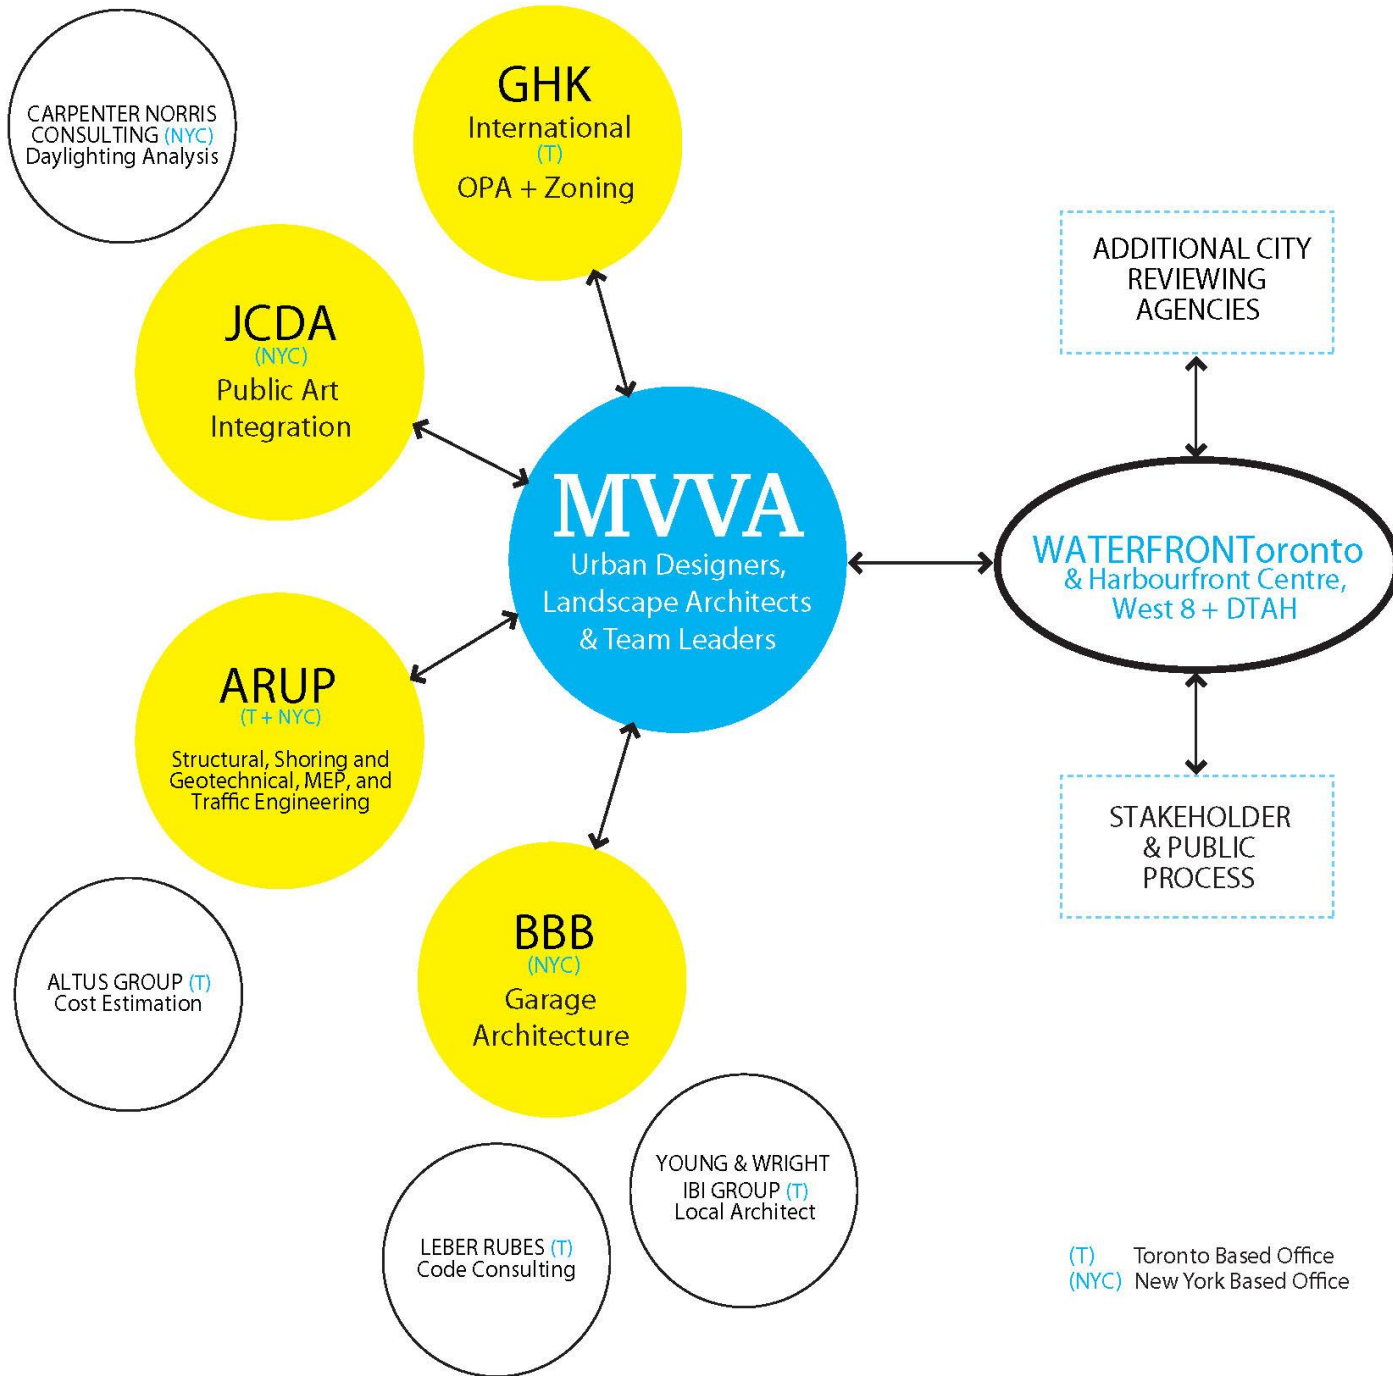 CARPENTER NORRIS
CONSULTING (NYC)
Daylighting Analysis
GHK
International
(T)
OPA + Zoning
JCDA
(NYC)
Public Art
Integration
MVVA
Urban Designers,
Landscape Architects
& Team Leaders
ARUP
(T + NYC)
Structural, Shoring and
Geotechnical, MEP, and
Traffic Engineering
ALTUS GROUP (T)
Cost Estimation
BBB
(NYC)
Garage
Architecture
LEBER RUBES (T)
Code Consulting
YOUNG & WRIGHT
IBI GROUP (T)
Local Architect
ADDITIONAL CITY
REVIEWING
AGENCIES
WATERFRONToronto
& Harbourfront Centre,
West 8 + DTAH
STAKEHOLDER
& PUBLIC
PROCESS
(T) Toronto Based Office
(NYC) New York Based Office